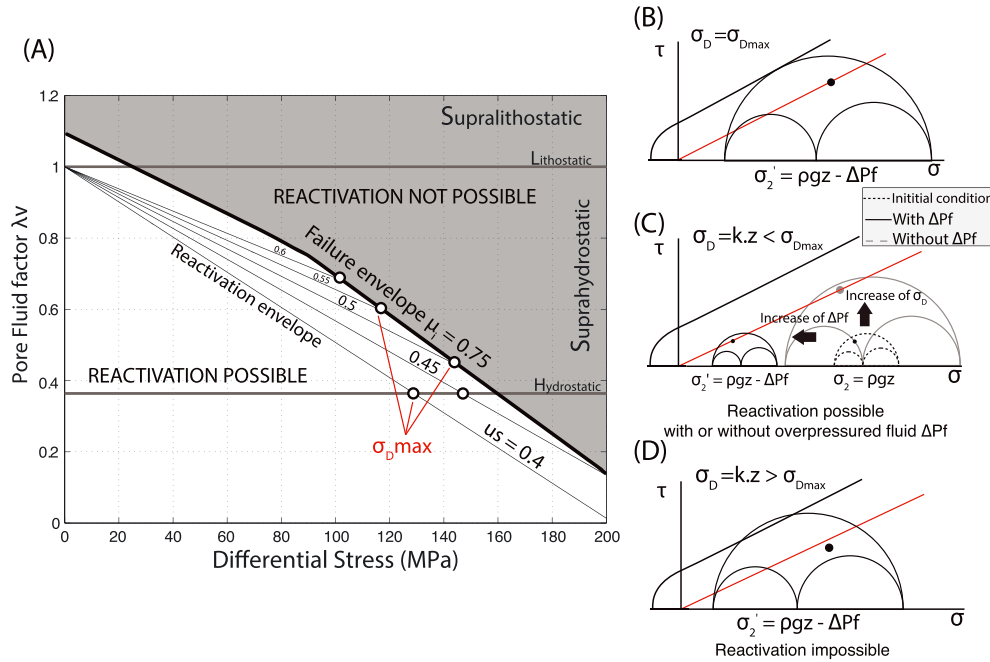 (A)
Pore Fluid factor λv
1.2
1
0.8
0.6
0.4
0.2
0
0
20
40
60
80
100
120
140
160
180
200
Differential Stress (MPa)
Supralithostatic
Lithostatic
REACTIVATION NOT POSSIBLE
Suprahydrostatic
Failure envelope μi = 0.75
0.6
0.55
0.5
0.45
Reactivation envelope
REACTIVATION POSSIBLE
Hydrostatic
us = 0.4
σDmax
(B)
τ
σD = σDmax
σ
σ2' = ρgz - ΔPf
Inititial condition
With ΔPf
Without ΔPf
(C)
τ
σD = k.z < σDmax
Increase of σD
Increase of ΔPf
σ2' = ρgz - ΔPf
σ2 = ρgz
σ
Reactivation possible
with or without overpressured fluid ΔPf
(D)
τ
σD = k.z > σDmax
σ
σ2' = ρgz - ΔPf
Reactivation impossible